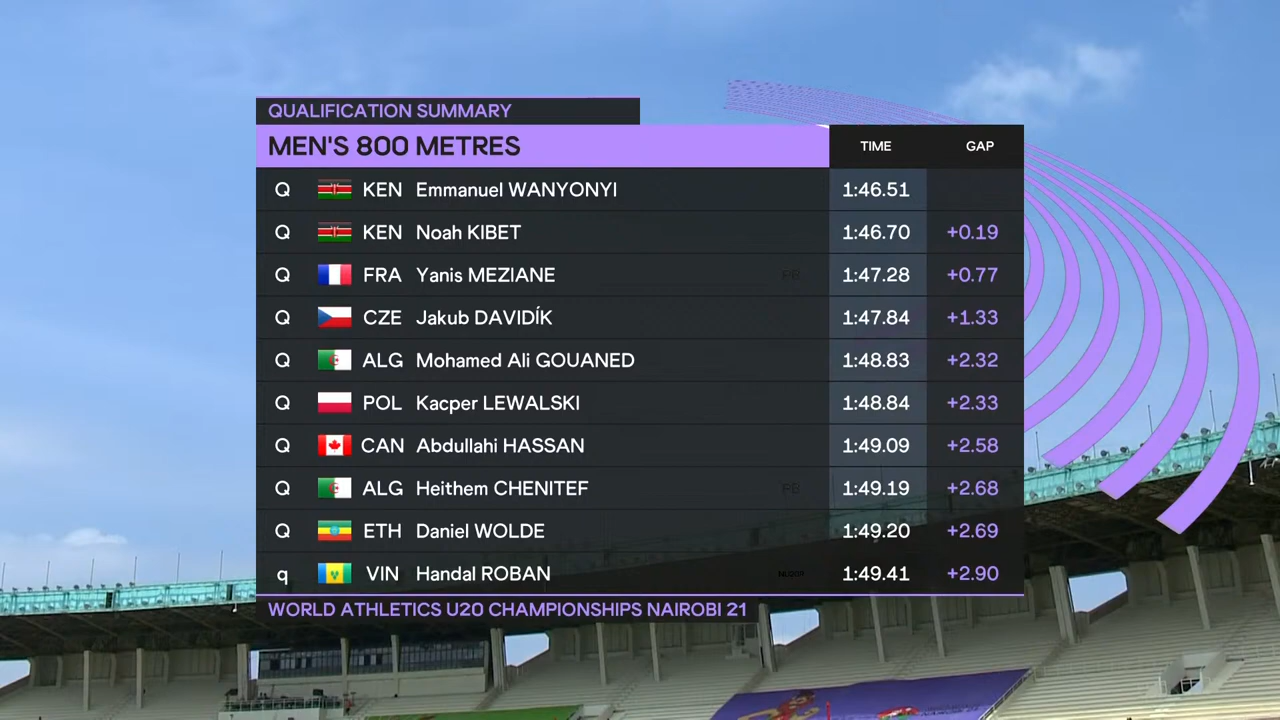 QUALIFICATION SUMMARY
MEN'S 800 METRES TIME GAP
Q KEN Emmanuel WANYONYI 1:46.51
Q KEN Noah KIBET 1:46.70 +0.19
Q FRA Yanis MEZIANE PB 1:47.28 +0.77
Q CZE Jakub DAVIDÍK 1:47.84 +1.33
Q ALG Mohamed Ali GOUANED 1:48.83 +2.32
Q POL Kacper LEWALSKI 1:48.84 +2.33
Q CAN Abdullahi HASSAN 1:49.09 +2.58
Q ALG Heithem CHENITEF PB 1:49.19 +2.68
Q ETH Daniel WOLDE 1:49.20 +2.69
q VIN Handal ROBAN NU20R 1:49.41 +2.90
WORLD ATHLETICS U20 CHAMPIONSHIPS NAIROBI 21